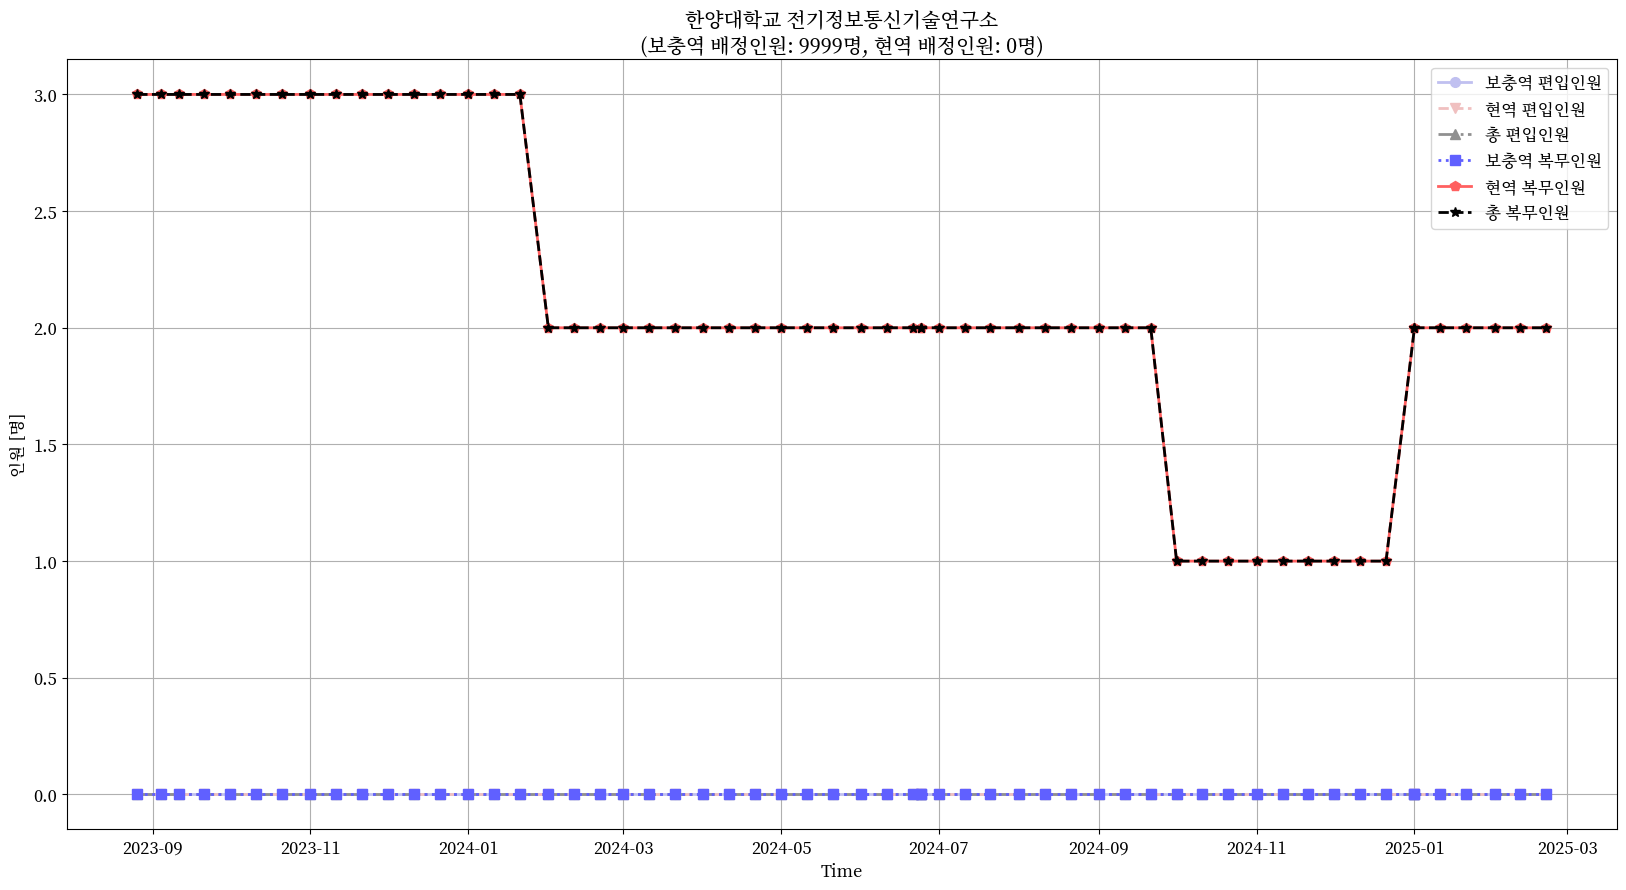 한양대학교 전기정보통신기술연구소
(보충역 배정인원: 9999명, 현역 배정인원: 0명)
보충역 편입인원
현역 편입인원
총 편입인원
보충역 복무인원
현역 복무인원
총 복무인원
인원 [명]
3.0
2.5
2.0
1.5
1.0
0.5
0.0
2023-09
2023-11
2024-01
2024-03
2024-05
2024-07
2024-09
2024-11
2025-01
2025-03
Time